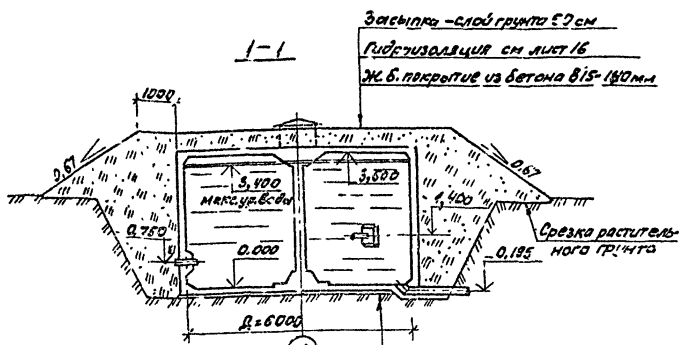 1-1
Засыпка - слой грунта 50 см
Гидроизоляция см лист 16
Ж.б. покрытие из бетона В15-180мм
1000
0,67
0,67
3,400
макс.ур.воды
3,600
1,400
0,760
0.000
Срезка раститель-
ного грунта
0,195
Д=6000